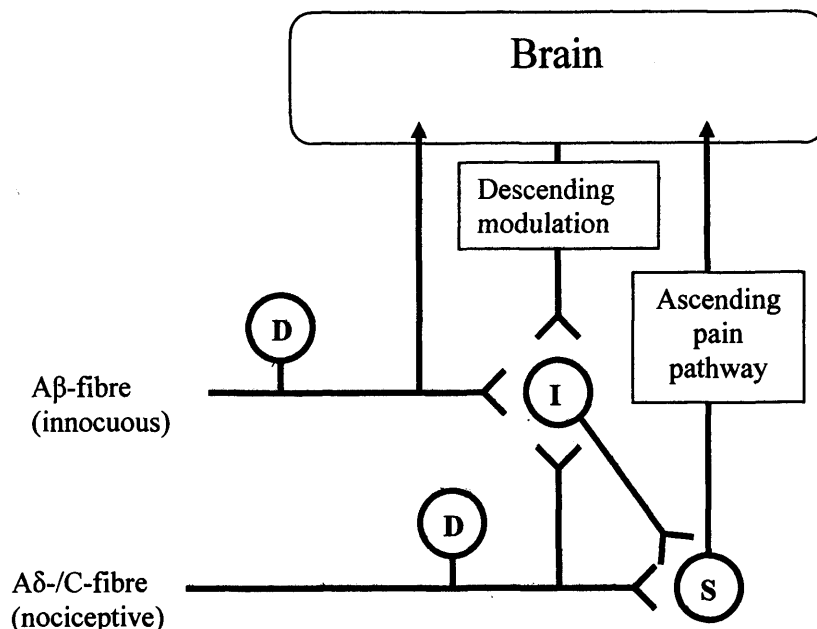 Brain
Descending
modulation
Ascending
pain
pathway
D
Aβ-fibre
(innocuous)
I
D
Aδ-/C-fibre
(nociceptive)
S